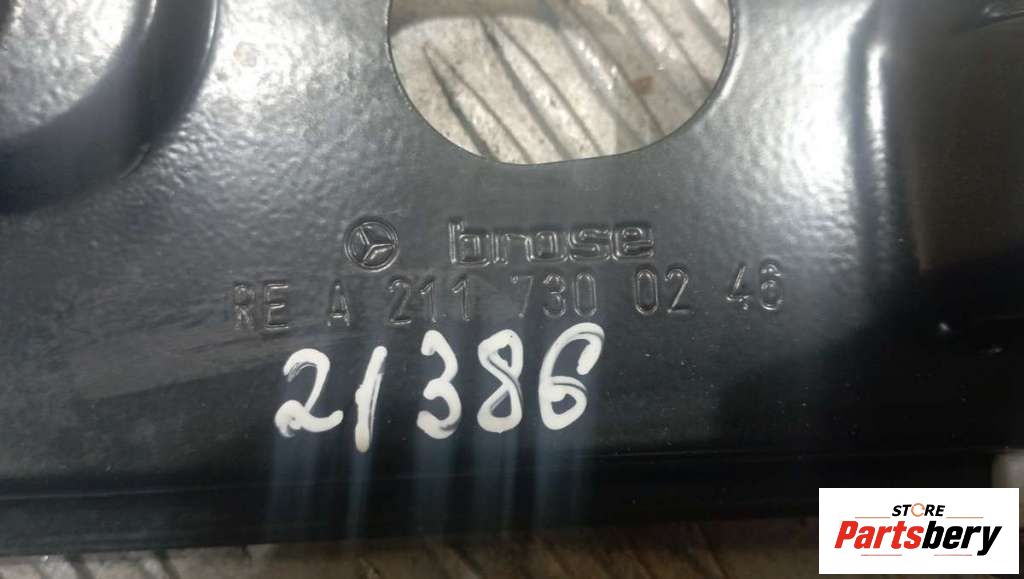 brose
RE A 211 730 02 46
21386
STORE
Partsbery